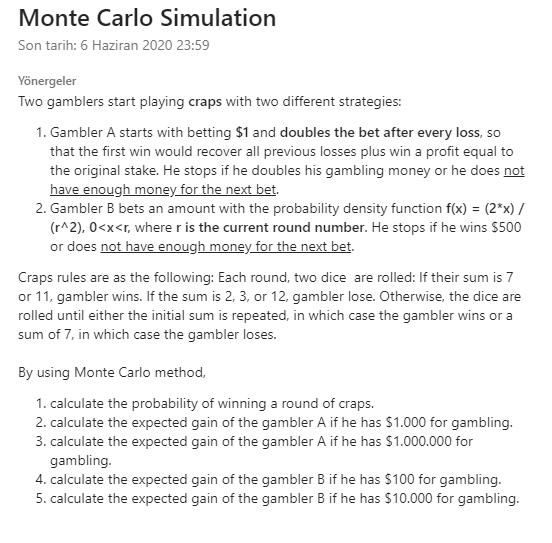 Monte Carlo Simulation
Son tarih: 6 Haziran 2020 23:59
Yönergeler
Two gamblers start playing craps with two different strategies:
1. Gambler A starts with betting $1 and doubles the bet after every loss, so
that the first win would recover all previous losses plus win a profit equal to
the original stake. He stops if he doubles his gambling money or he does not
have enough money for the next bet.
2. Gambler B bets an amount with the probability density function f(x) = (2*x) /
(r^2), 0<x<r, where r is the current round number. He stops if he wins $500
or does not have enough money for the next bet.
Craps rules are as the following: Each round, two dice are rolled: If their sum is 7
or 11, gambler wins. If the sum is 2, 3, or 12, gambler lose. Otherwise, the dice are
rolled until either the initial sum is repeated, in which case the gambler wins or a
sum of 7, in which case the gambler loses.
By using Monte Carlo method,
1. calculate the probability of winning a round of craps.
2. calculate the expected gain of the gambler A if he has $1.000 for gambling.
3. calculate the expected gain of the gambler A if he has $1.000.000 for
gambling.
4. calculate the expected gain of the gambler B if he has $100 for gambling.
5. calculate the expected gain of the gambler B if he has $10.000 for gambling.